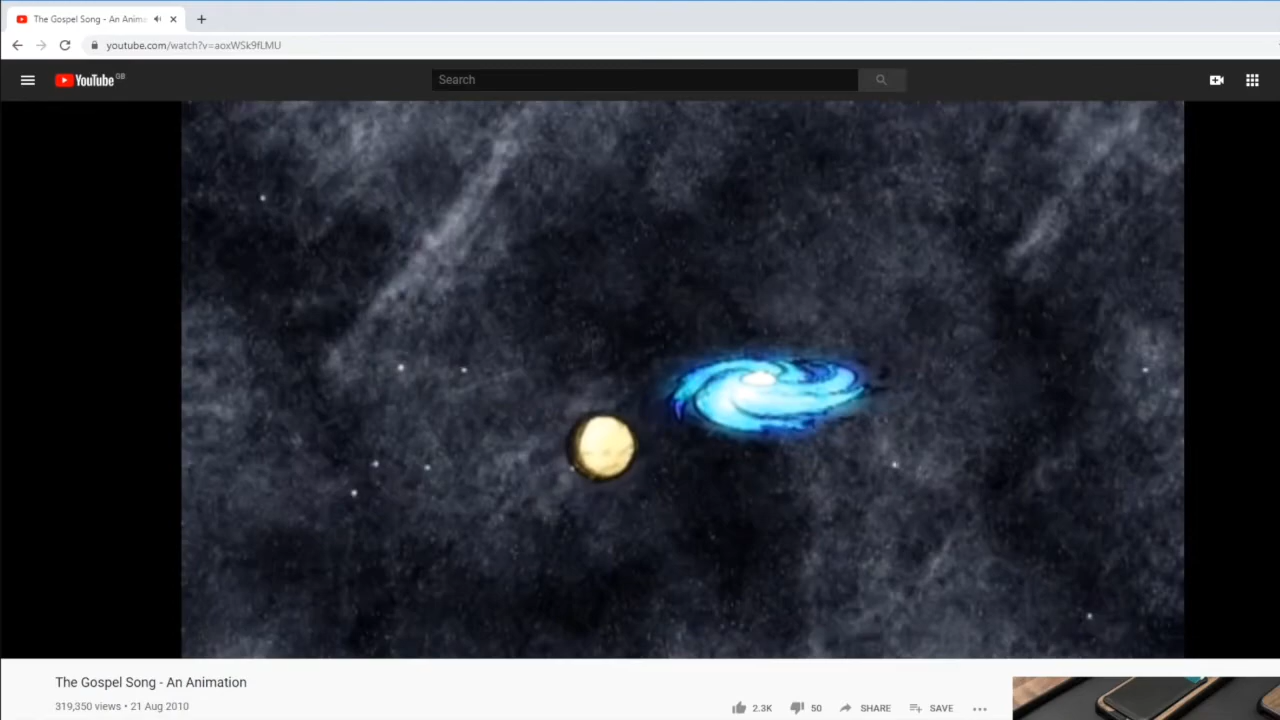 The Gospel Song - An Anima
youtube.com/watch?v=aoxWSk9fLMU
YouTube GB
Search
The Gospel Song - An Animation
319,350 views • 21 Aug 2010
2.3K 50 SHARE SAVE